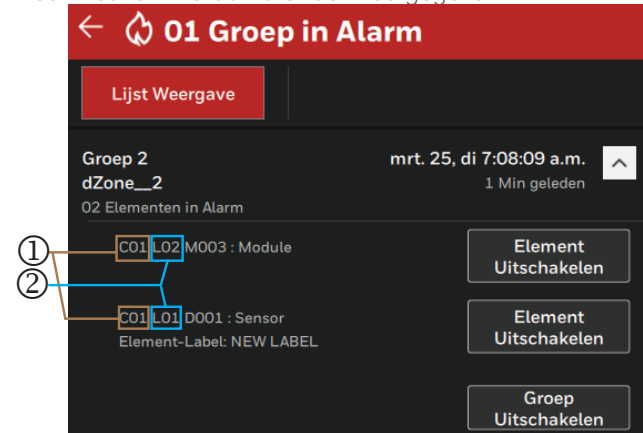 01 Groep in Alarm
Lijst Weergave
Groep 2
mrt. 25, di 7:08:09 a.m.
dZone__2
1 Min geleden
02 Elementen in Alarm
① C01 L02 M003 : Module
Element
Uitschakelen
②
C01 L01 D001 : Sensor
Element-Label: NEW LABEL
Element
Uitschakelen
Groep
Uitschakelen